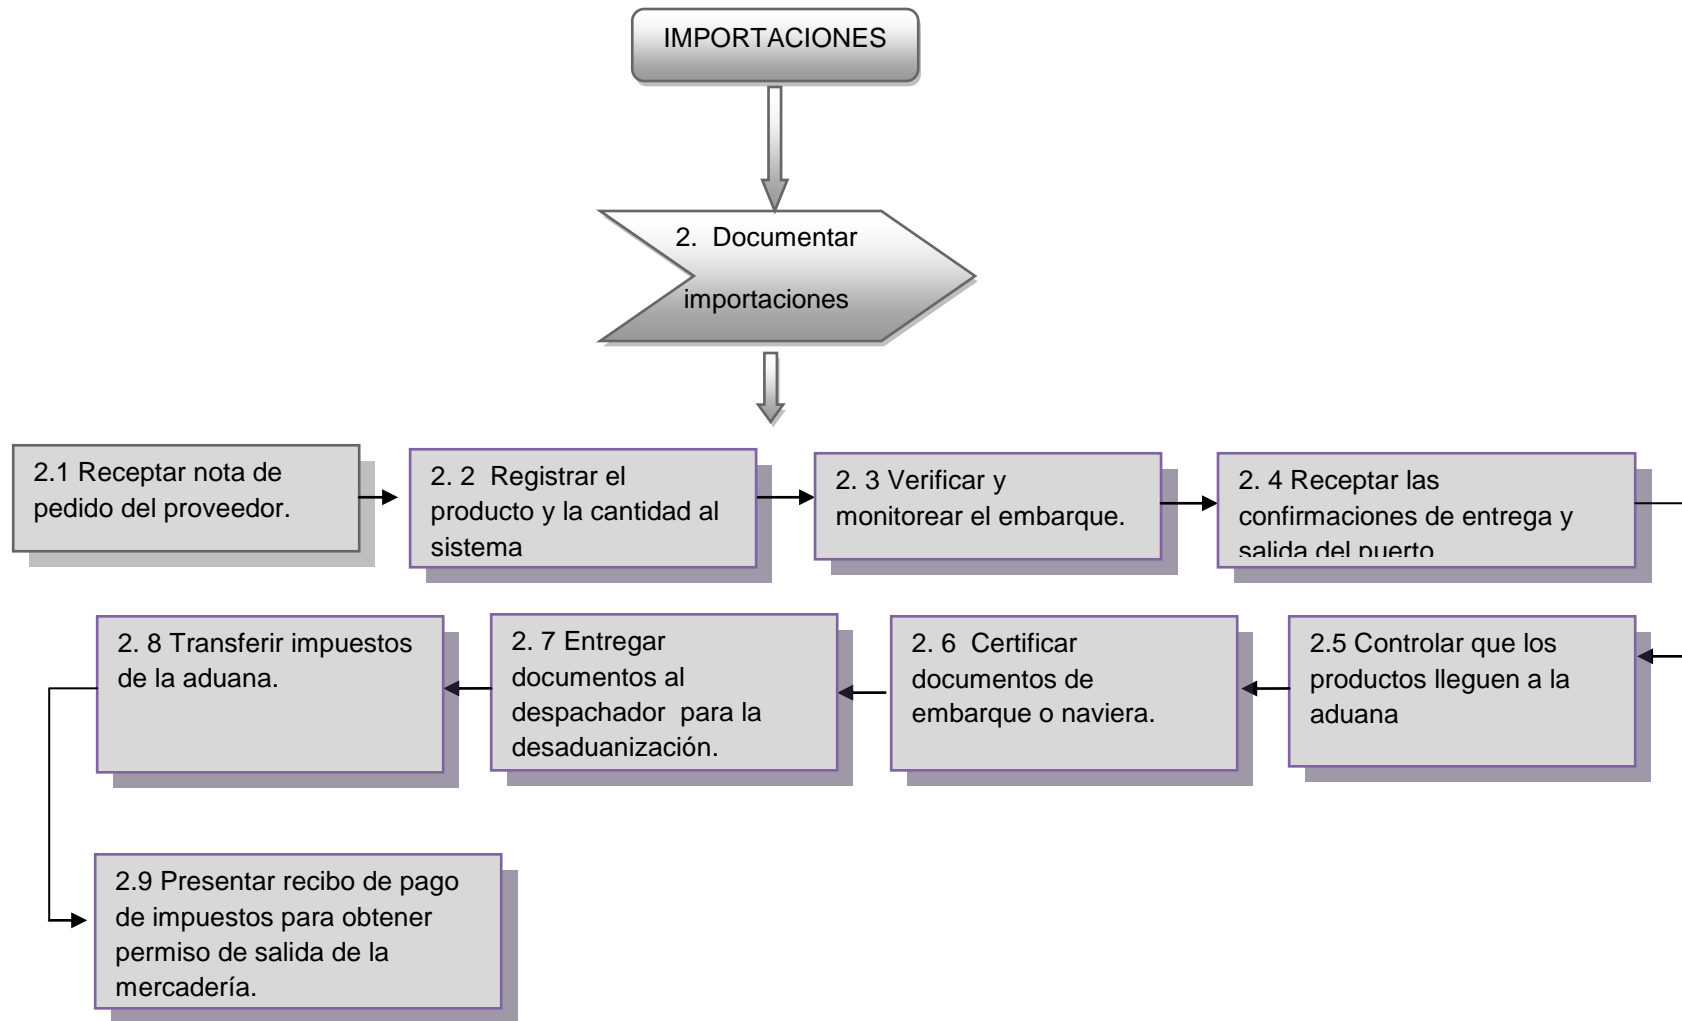 IMPORTACIONES
2. Documentar
importaciones
2.1 Receptar nota de
pedido del proveedor.
2. 2 Registrar el
producto y la cantidad al
sistema
2. 3 Verificar y
monitorear el embarque.
2. 4 Receptar las
confirmaciones de entrega y
salida del puerto
2.5 Controlar que los
productos lleguen a la
aduana
2. 6 Certificar
documentos de
embarque o naviera.
2. 7 Entregar
documentos al
despachador para la
desaduanización.
2. 8 Transferir impuestos
de la aduana.
2.9 Presentar recibo de pago
de impuestos para obtener
permiso de salida de la
mercadería.